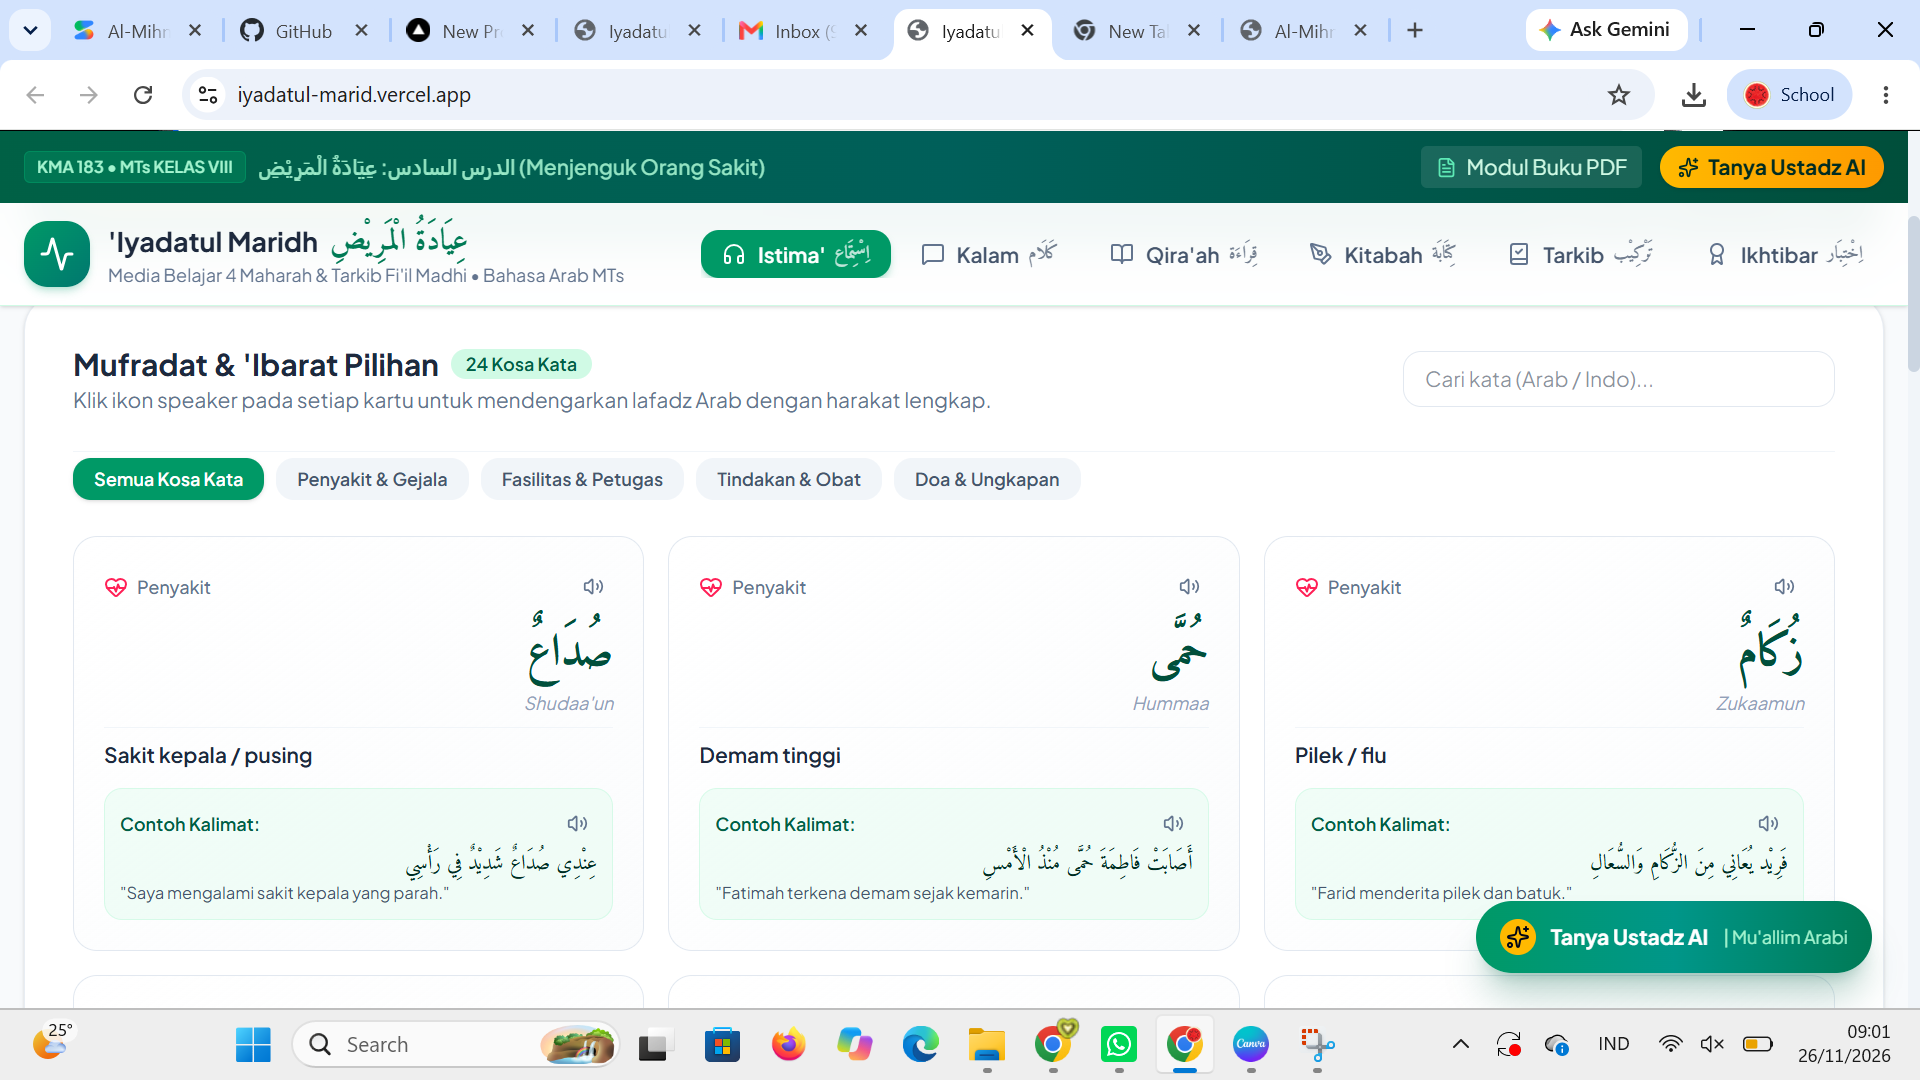 Al-Mihr
GitHub
New Pr
Iyadatu
Inbox (9
Iyadatu
New Ta
Al-Mihr
Ask Gemini
iyadatul-marid.vercel.app
School
KMA 183 • MTs KELAS VIII
الدرس السادس: عِيَادَةُ الْمَرِيْضِ (Menjenguk Orang Sakit)
Modul Buku PDF
Tanya Ustadz AI
'Iyadatul Maridh عِيَادَةُ الْمَرِيْضِ
Media Belajar 4 Maharah & Tarkib Fi'il Madhi • Bahasa Arab MTs
Istima' اِسْتِمَاع
Kalam كَلَام
Qira'ah قِرَاءَة
Kitabah كِتَابَة
Tarkib تَرْكِيْب
Ikhtibar اِخْتِبَار
Mufradat & 'Ibarat Pilihan
24 Kosa Kata
Klik ikon speaker pada setiap kartu untuk mendengarkan lafadz Arab dengan harakat lengkap.
Cari kata (Arab / Indo)...
Semua Kosa Kata
Penyakit & Gejala
Fasilitas & Petugas
Tindakan & Obat
Doa & Ungkapan
Penyakit
صُدَاعٌ
Shudaa'un
Sakit kepala / pusing
Contoh Kalimat:
عِنْدِي صُدَاعٌ شَدِيْدٌ فِي رَأْسِي
"Saya mengalami sakit kepala yang parah."
Penyakit
حُمَّى
Hummaa
Demam tinggi
Contoh Kalimat:
أَصَابَتْ فَاطِمَةَ حُمَّى مُنْذُ الْأَمْسِ
"Fatimah terkena demam sejak kemarin."
Penyakit
زُكَامٌ
Zukaamun
Pilek / flu
Contoh Kalimat:
فَرِيْد يُعَانِي مِنَ الزُّكَامِ وَالسُّعَالِ
"Farid menderita pilek dan batuk."
Tanya Ustadz AI | Mu'allim Arabi
25°
Search
Canva
IND
09:01
26/11/2026